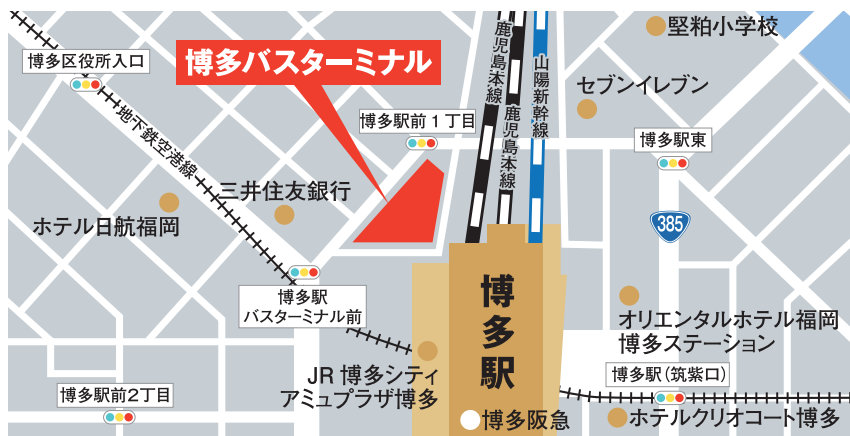 堅粕小学校
博多区役所入口
博多バスターミナル
鹿児島本線
山陽新幹線
セブンイレブン
地下鉄空港線
博多駅前1丁目
鹿児島本線
博多駅東
三井住友銀行
ホテル日航福岡
385
博多駅
バスターミナル前
博多駅
オリエンタルホテル福岡
博多ステーション
JR 博多シティ
アミュプラザ博多
博多駅(筑紫口)
博多駅前2丁目
博多阪急
ホテルクリオコート博多